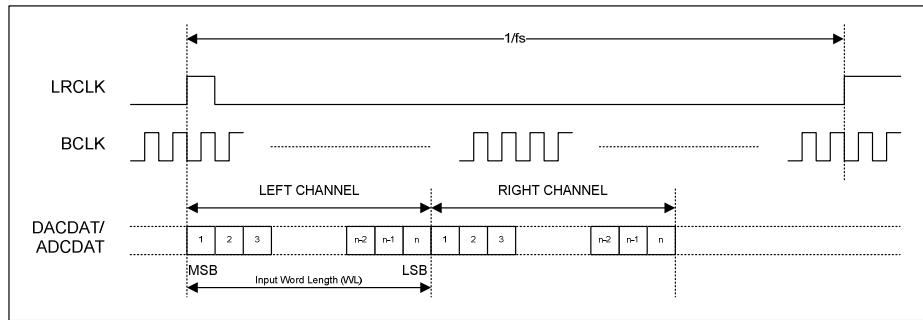 1/fs
LRCLK
BCLK
LEFT CHANNEL RIGHT CHANNEL
DACDAT/
ADCDAT
1 2 3 n-2 n-1 n 1 2 3 n-2 n-1 n
MSB LSB
Input Word Length (WL)